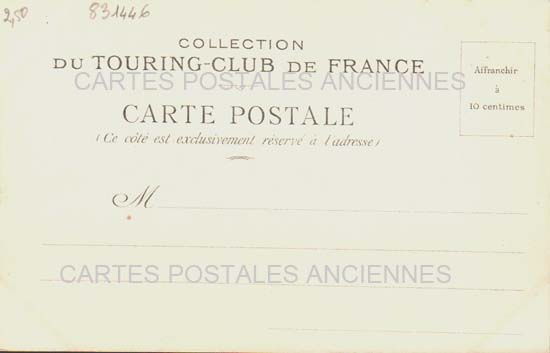 2,50 831446
COLLECTION
DU TOURING-CLUB DE FRANCE
CARTES POSTALES ANCIENNES
Affranchir
à
10 centimes
CARTE POSTALE
(Ce côté est exclusivement réservé à l'adresse)
M
CARTES POSTALES ANCIENNES